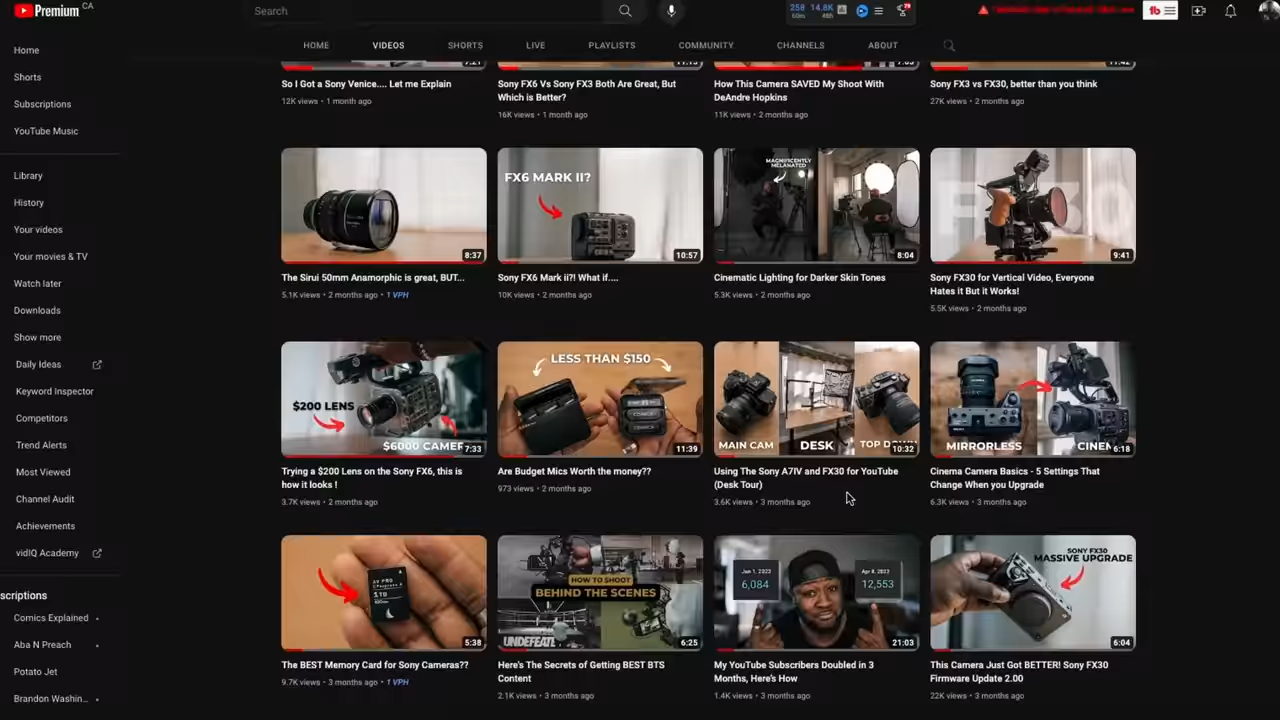 Premium CA
Search
258 14.8K
60m 48h
HOME VIDEOS SHORTS LIVE PLAYLISTS COMMUNITY CHANNELS ABOUT
Home
Shorts
Subscriptions
YouTube Music
Library
History
Your videos
Your movies & TV
Watch later
Downloads
Show more
Daily Ideas
Keyword Inspector
Competitors
Trend Alerts
Most Viewed
Channel Audit
Achievements
vidIQ Academy
scriptions
Comics Explained
Aba N Preach
Potato Jet
Brandon Washin...
So I Got a Sony Venice.... Let me Explain
12K views • 1 month ago
Sony FX6 Vs Sony FX3 Both Are Great, But
Which is Better?
16K views • 1 month ago
How This Camera SAVED My Shoot With
DeAndre Hopkins
11K views • 2 months ago
Sony FX3 vs FX30, better than you think
27K views • 2 months ago
8:37
The Sirui 50mm Anamorphic is great, BUT...
5.1K views • 2 months ago • 1 VPH
FX6 MARK II?
10:57
Sony FX6 Mark ii?! What if....
10K views • 2 months ago
MAGNIFICENTLY
MELANATED
8:04
Cinematic Lighting for Darker Skin Tones
5.3K views • 2 months ago
FX30
9:41
Sony FX30 for Vertical Video, Everyone
Hates it But it Works!
5.5K views • 2 months ago
$200 LENS
$6000 CAMER
7:33
Trying a $200 Lens on the Sony FX6, this is
how it looks !
3.7K views • 2 months ago
LESS THAN $150
11:39
Are Budget Mics Worth the money??
973 views • 2 months ago
MAIN CAM DESK TOP DOWN
10:32
Using The Sony A7IV and FX30 for YouTube
(Desk Tour)
3.6K views • 3 months ago
MIRRORLESS CINEM
6:18
Cinema Camera Basics - 5 Settings That
Change When you Upgrade
6.3K views • 3 months ago
AV PRO
1TB
5:38
The BEST Memory Card for Sony Cameras??
9.7K views • 3 months ago • 1 VPH
HOW TO SHOOT
BEHIND THE SCENES
UNDEFEAT
6:25
Here's The Secrets of Getting BEST BTS
Content
2.1K views • 3 months ago
Jan 1, 2023
6,084
Apr 8, 2023
12,553
21:03
My YouTube Subscribers Doubled in 3
Months, Here's How
1.4K views • 3 months ago
SONY FX30
MASSIVE UPGRADE
6:04
This Camera Just Got BETTER! Sony FX30
Firmware Update 2.00
22K views • 3 months ago